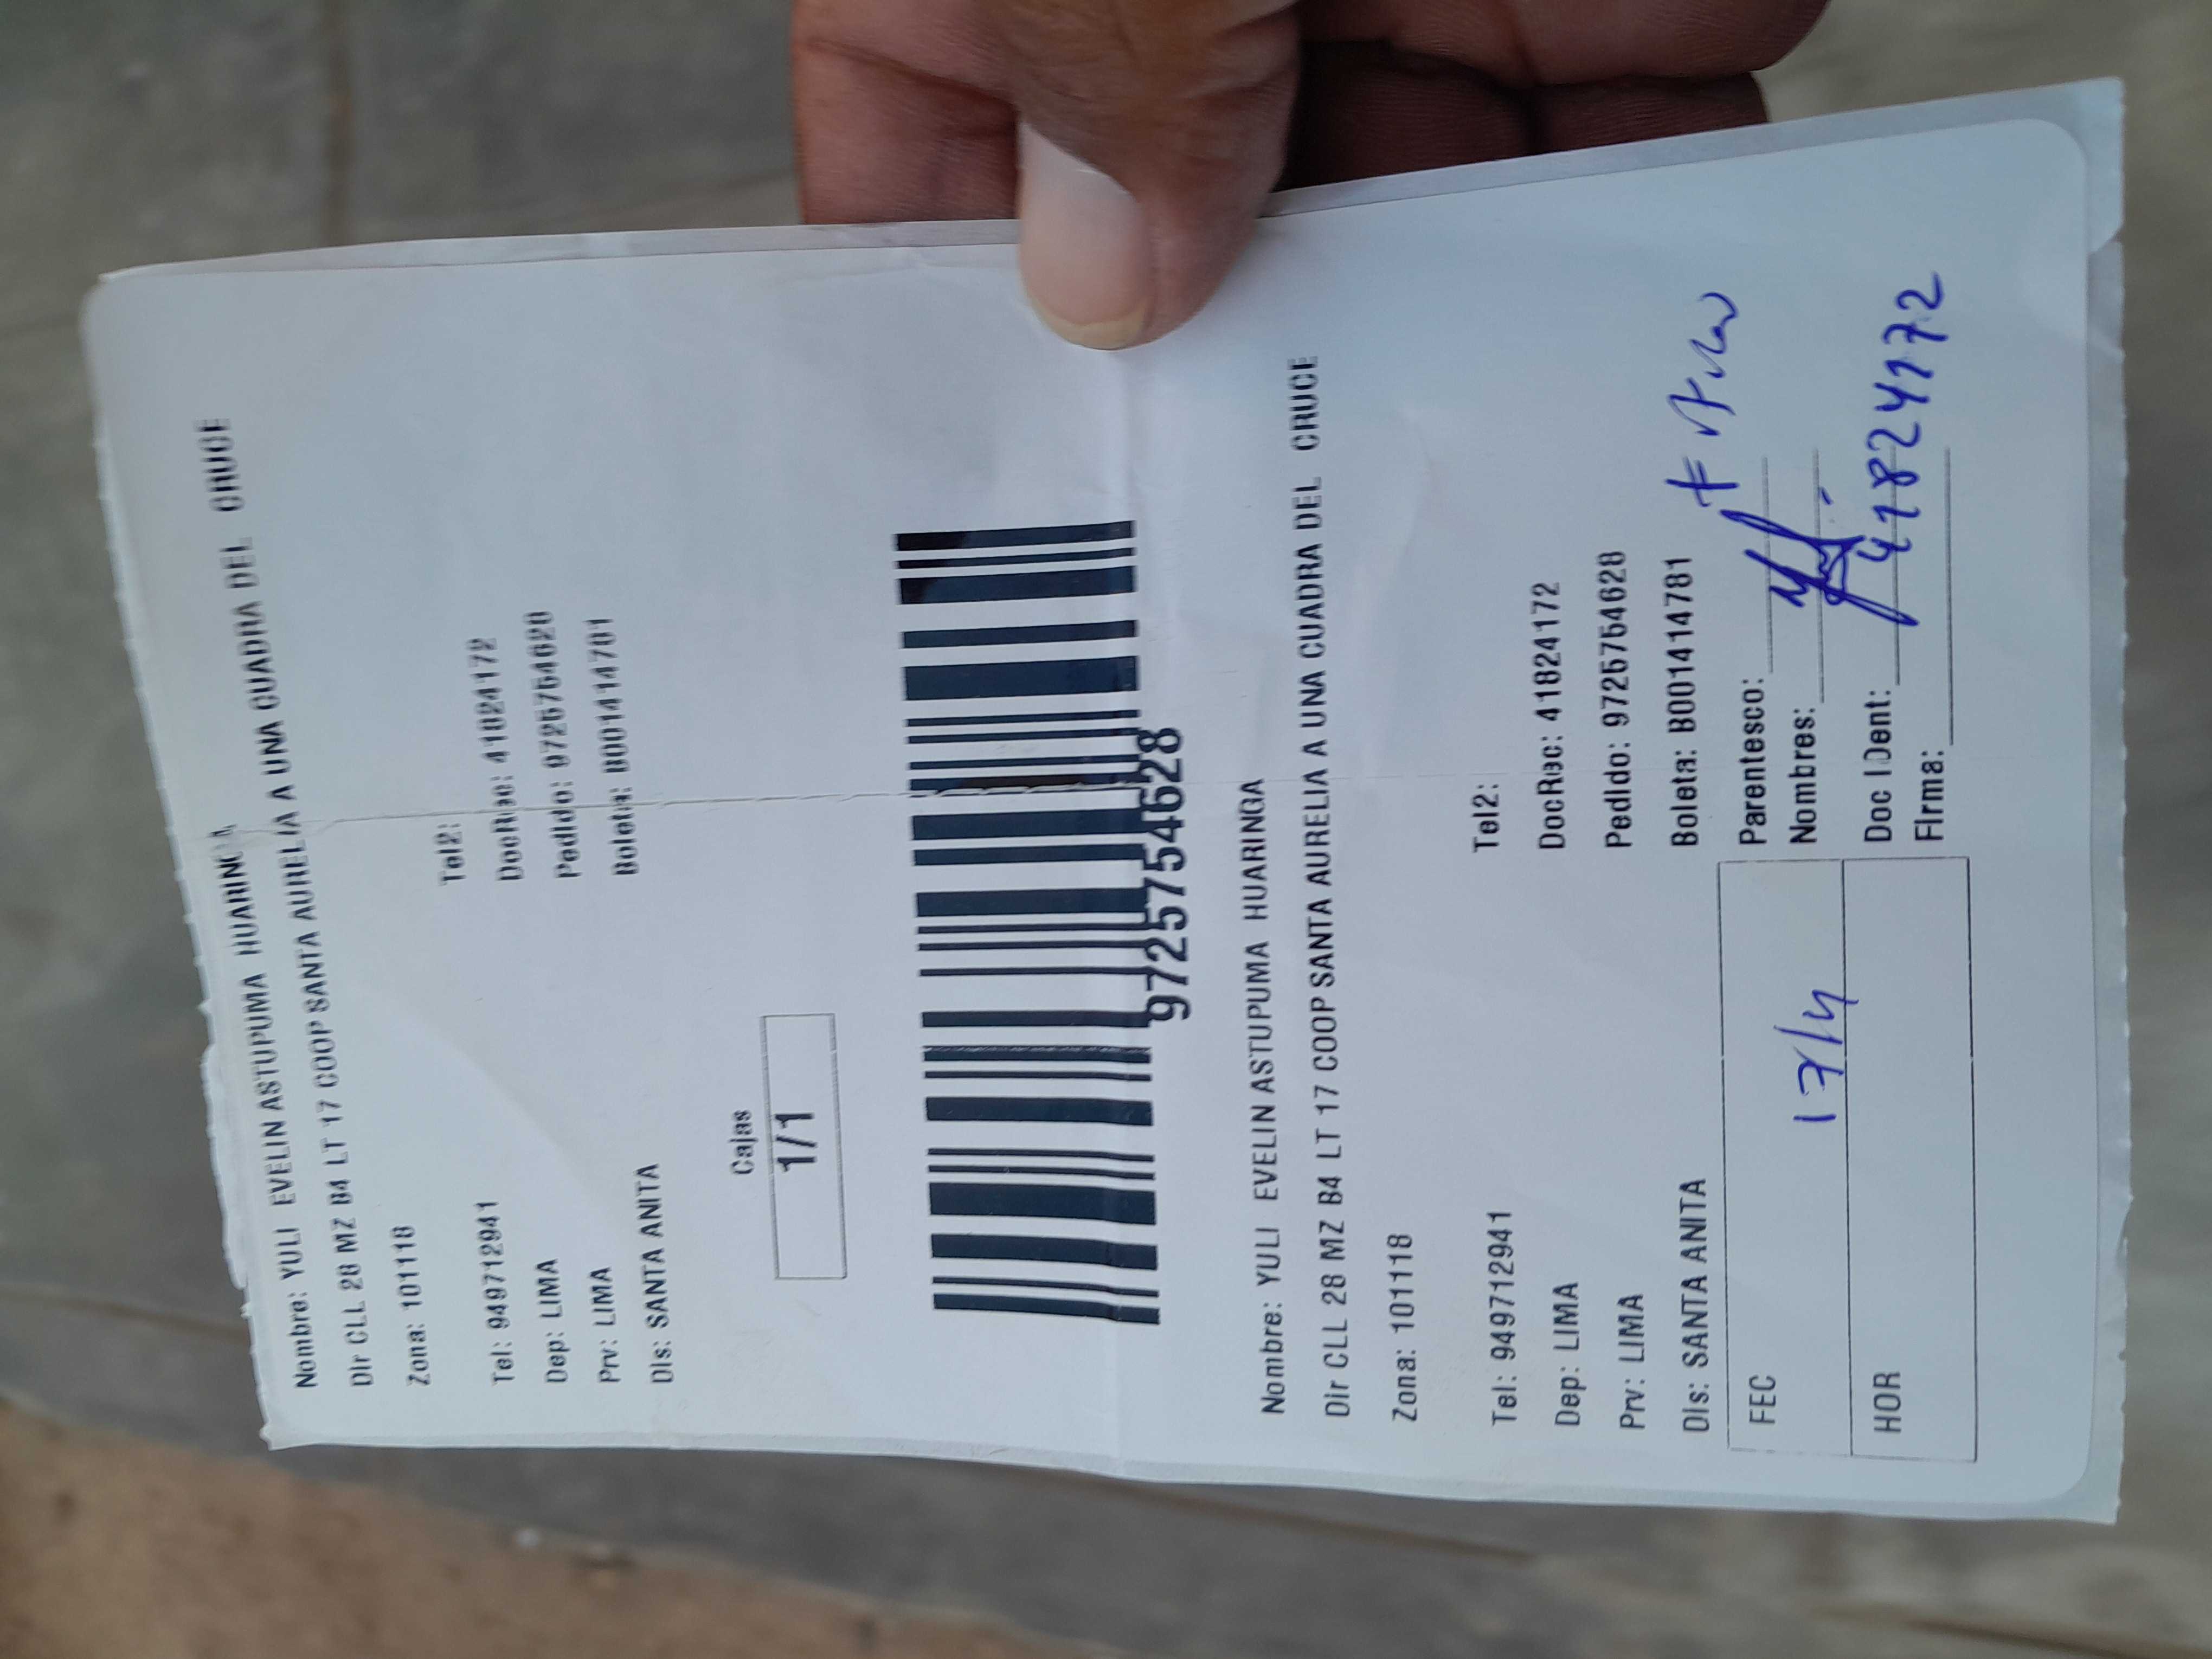 Nombre: YULI EVELIN ASTUPUMA HUARINGA
DIr CLL 28 MZ B4 LT 17 COOP SANTA AURELIA A UNA CUADRA DEL CRUCE
Zona: 101118
Tel: 949712941 Tel2:
Dep: LIMA DocRec: 41824172
Prv: LIMA Pedido: 9725754628
DIs: SANTA ANITA Boleta: B001414781
Cajas
1/1
9725754628
Nombre: YULI EVELIN ASTUPUMA HUARINGA
DIr CLL 28 MZ B4 LT 17 COOP SANTA AURELIA A UNA CUADRA DEL CRUCE
Zona: 101118
Tel: 949712941 Tel2:
Dep: LIMA DocRec: 41824172
Prv: LIMA Pedido: 9725754628
DIs: SANTA ANITA Boleta: B001414781
FEC 17/4 Parentesco:
Nombres:
HOR Doc IDent: 41824172
Firma: